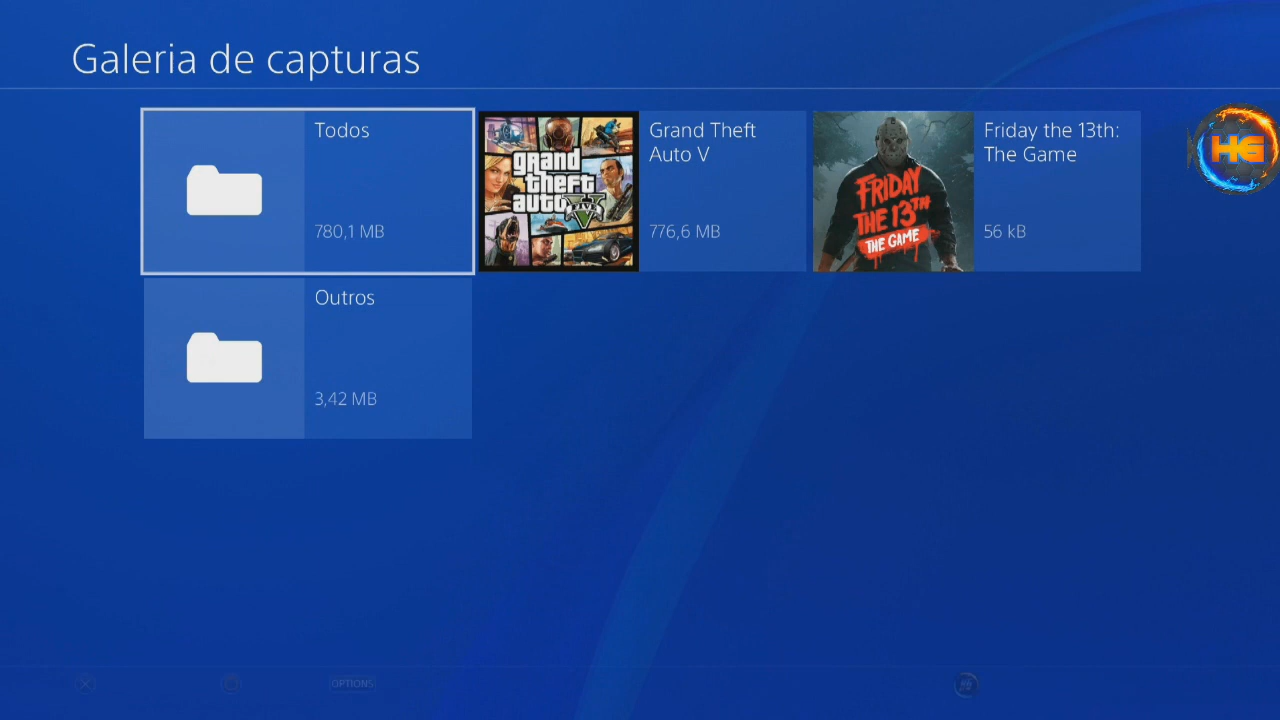 Galeria de capturas
Todos
780,1 MB
grand
theft
auto
FIVE
Grand Theft
Auto V
776,6 MB
FRIDAY
THE 13TH
THE GAME
Friday the 13th:
The Game
56 kB
HG
Outros
3,42 MB
OPTIONS